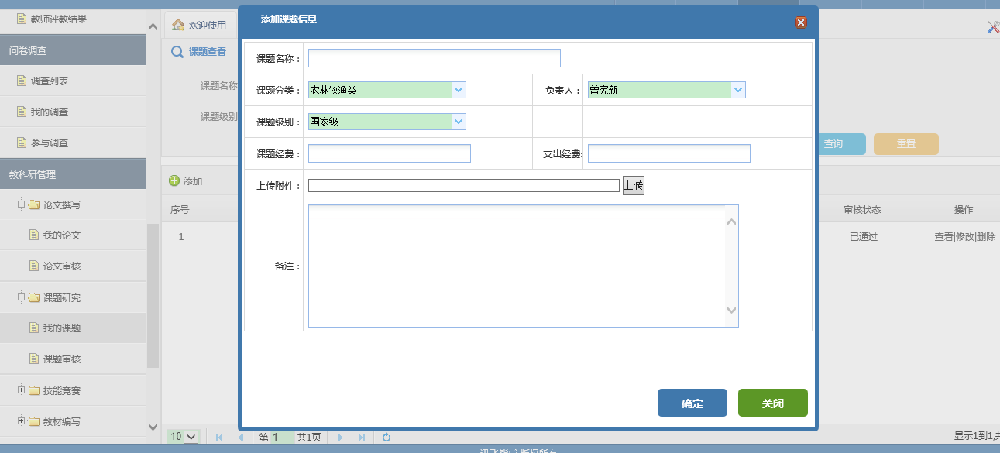 教师评教结果
问卷调查
调查列表
我的调查
参与调查
教科研管理
论文撰写
我的论文
论文审核
课题研究
我的课题
课题审核
技能竞赛
教材编写
欢迎使用
课题查看
课题名称
课题级别
查询
重置
添加
序号
审核状态
操作
1
已通过
查看|修改|删除
添加课题信息
课题名称：
课题分类：
农林牧渔类
负责人：
曾宪新
课题级别：
国家级
课题经费：
支出经费:
上传附件：
上传
备注：
确定
关闭
10
第 1 共1页
显示1到1,共
讯飞皆成 版权所有